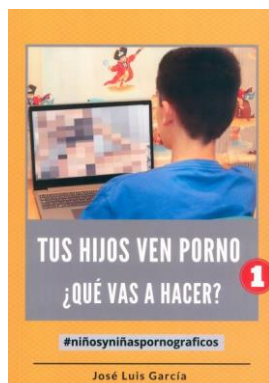 TUS HIJOS VEN PORNO
1
¿QUÉ VAS A HACER?
#niñosyniñaspornograficos
José Luis García